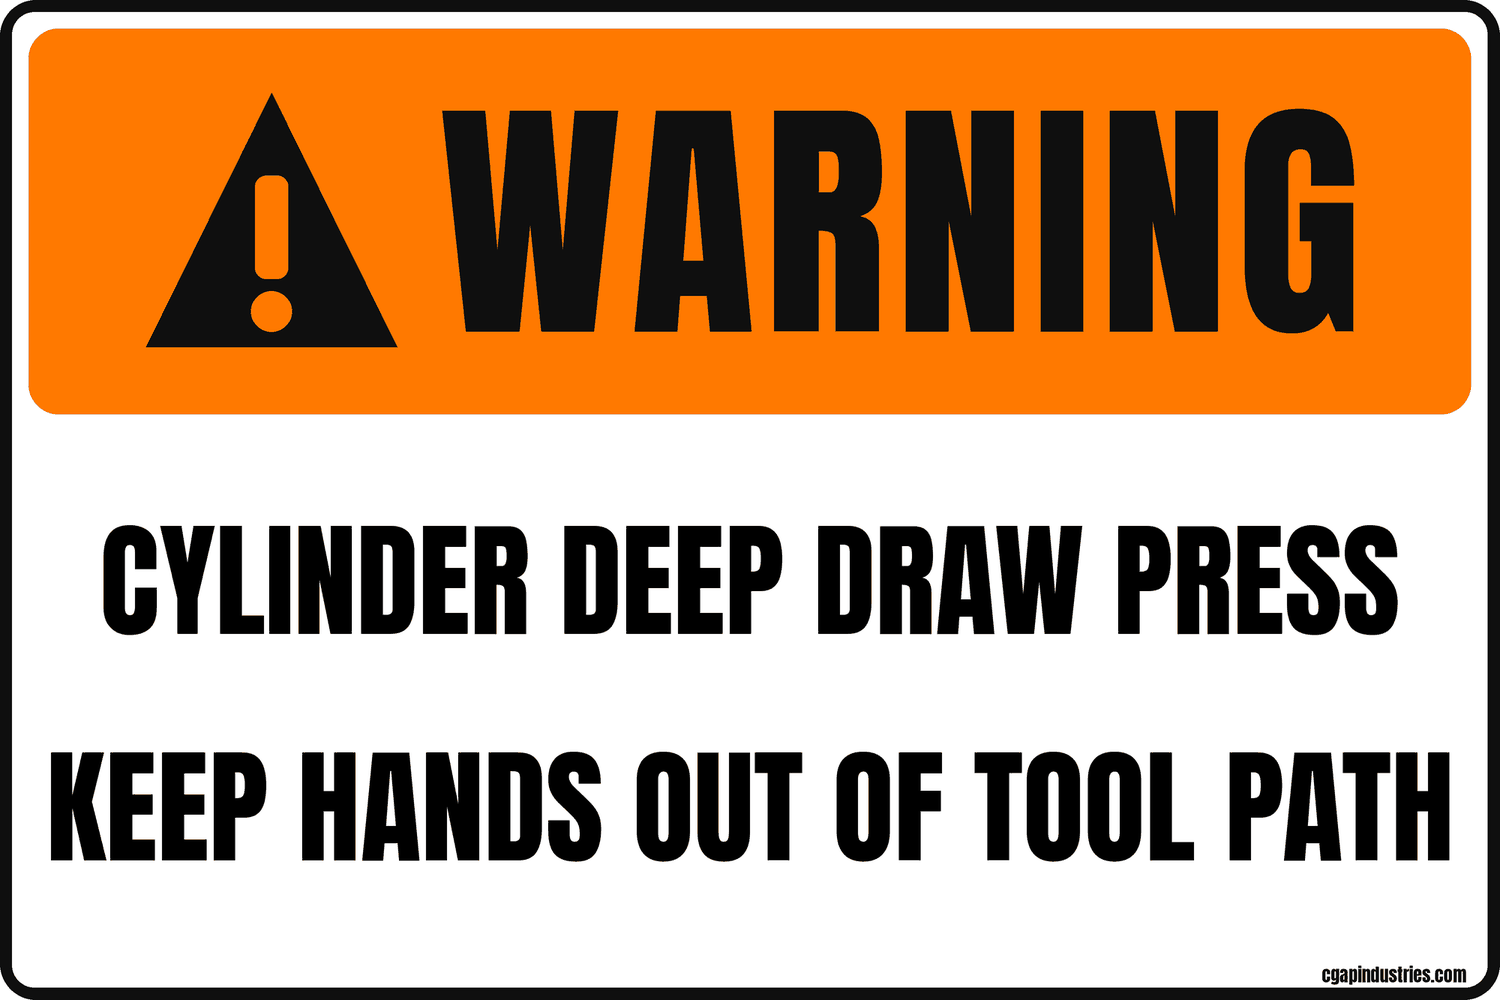 WARNING
CYLINDER DEEP DRAW PRESS
KEEP HANDS OUT OF TOOL PATH
cgapindustries.com